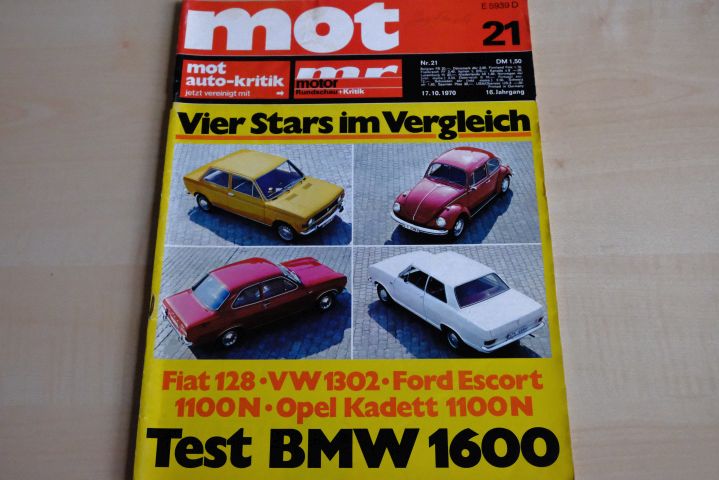 mot
E 5939 D
21
mot
auto-kritik
jetzt vereinigt mit
mr
motor
Rundschau+Kritik
Nr. 21
DM 1,50
17.10.1970
16. Jahrgang
Vier Stars im Vergleich
Fiat 128 · VW 1302 · Ford Escort
1100 N · Opel Kadett 1100 N
Test BMW 1600